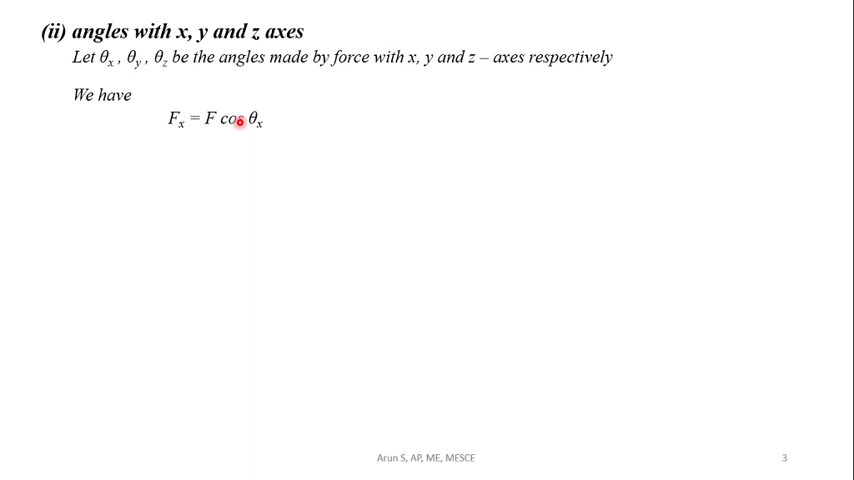 (ii) angles with x, y and z axes
Let θx , θy , θz be the angles made by force with x, y and z – axes respectively
We have
Fx = F cos θx
Arun S, AP, ME, MESCE
3